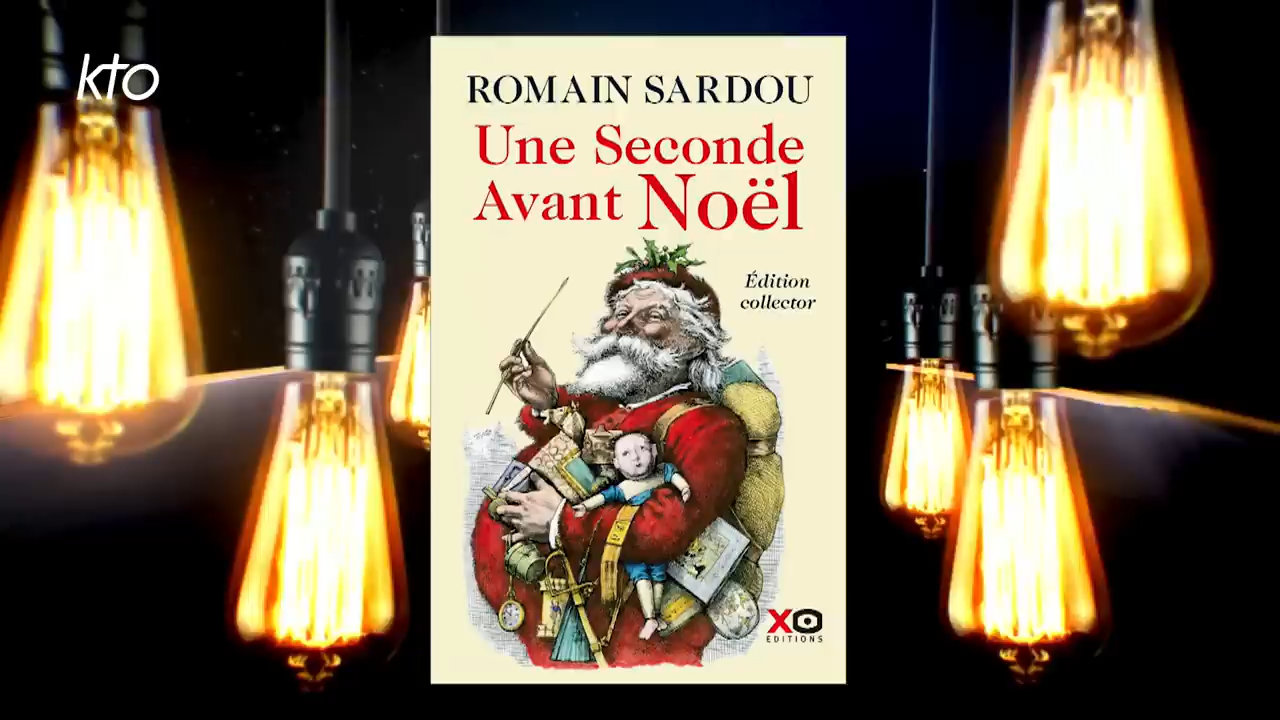 kto
ROMAIN SARDOU
Une Seconde
Avant Noël
Édition
collector
XO
EDITIONS